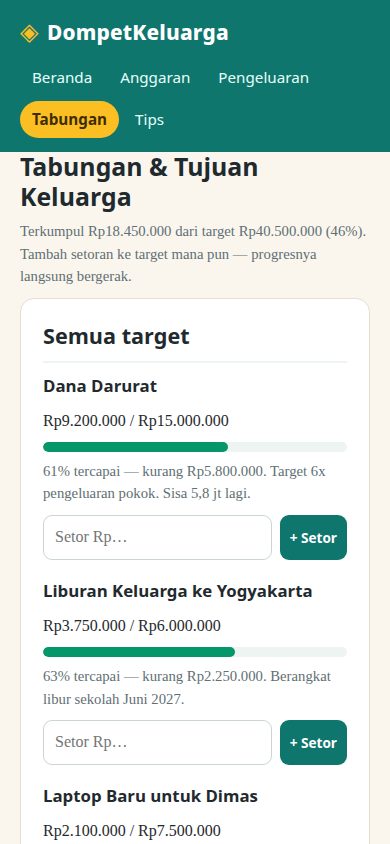 ◈ DompetKeluarga
Beranda Anggaran Pengeluaran
Tabungan Tips
Tabungan & Tujuan
Keluarga
Terkumpul Rp18.450.000 dari target Rp40.500.000 (46%).
Tambah setoran ke target mana pun — progresnya
langsung bergerak.
Semua target
Dana Darurat
Rp9.200.000 / Rp15.000.000
61% tercapai — kurang Rp5.800.000. Target 6x
pengeluaran pokok. Sisa 5,8 jt lagi.
Setor Rp… + Setor
Liburan Keluarga ke Yogyakarta
Rp3.750.000 / Rp6.000.000
63% tercapai — kurang Rp2.250.000. Berangkat
libur sekolah Juni 2027.
Setor Rp… + Setor
Laptop Baru untuk Dimas
Rp2.100.000 / Rp7.500.000